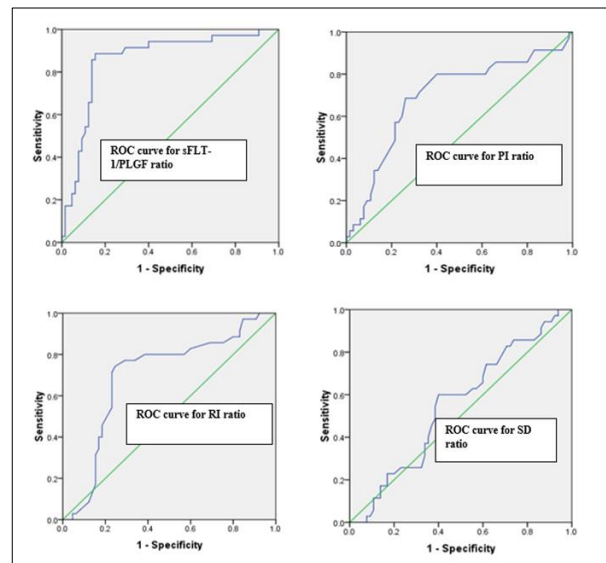 1.0
0.8
0.6
0.4
0.2
0.0
Sensitivity
ROC curve for sFLT-
1/PLGF ratio
0.0 0.2 0.4 0.6 0.8 1.0
1 - Specificity
1.0
0.8
0.6
0.4
0.2
0.0
Sensitivity
ROC curve for PI ratio
0.0 0.2 0.4 0.6 0.8 1.0
1 - Specificity
1.0
0.8
0.6
0.4
0.2
0.0
Sensitivity
ROC curve for RI ratio
0.0 0.2 0.4 0.6 0.8 1.0
1 - Specificity
1.0
0.8
0.6
0.4
0.2
0.0
Sensitivity
ROC curve for SD
ratio
0.0 0.2 0.4 0.6 0.8 1.0
1 - Specificity